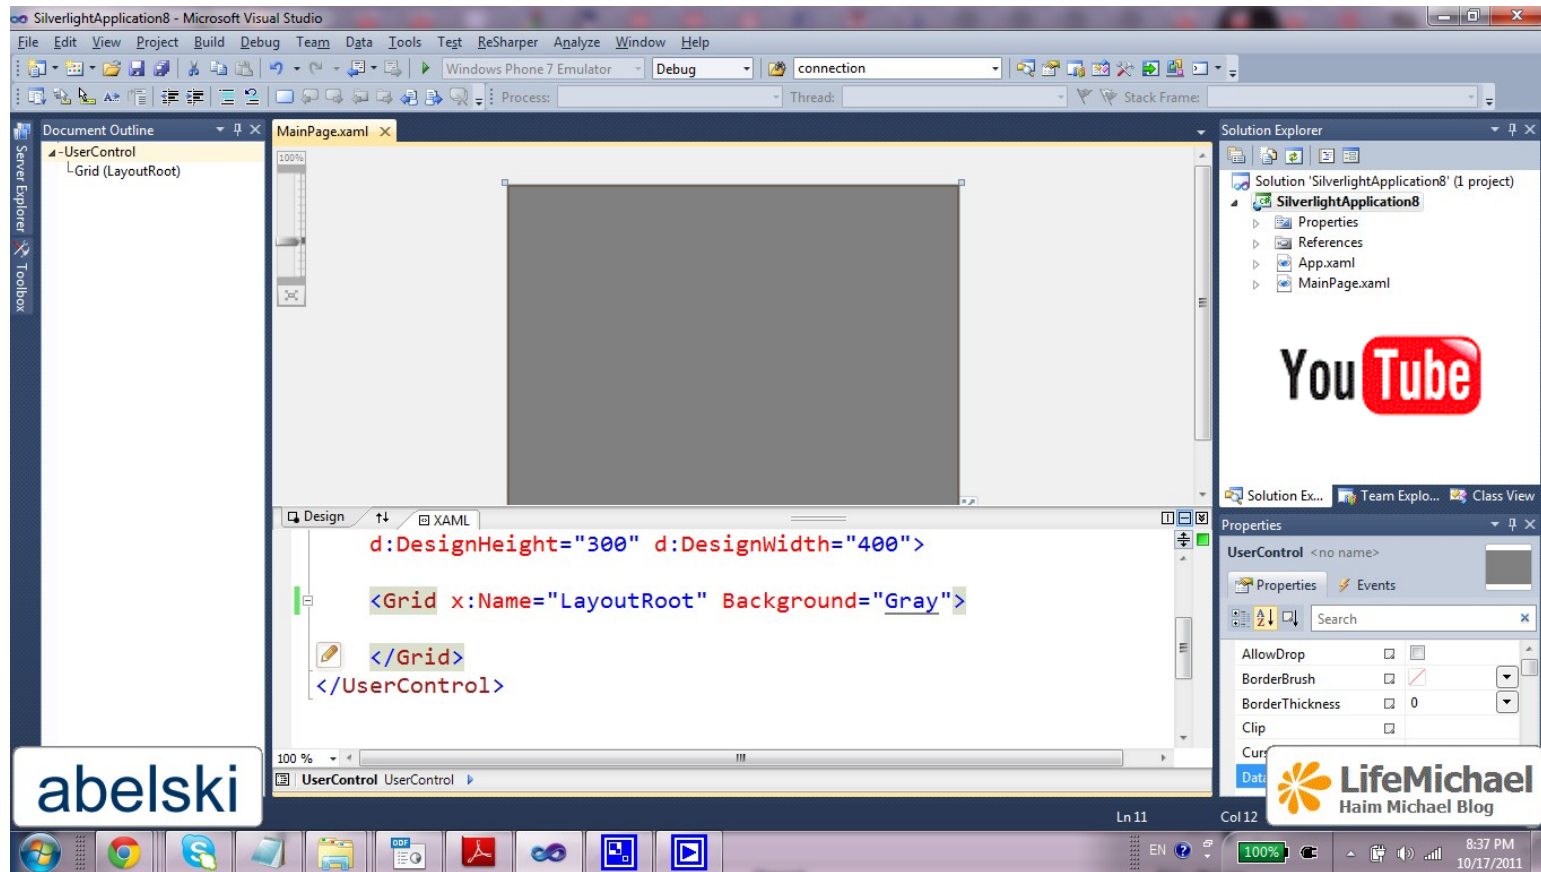 SilverlightApplication8 - Microsoft Visual Studio
File Edit View Project Build Debug Team Data Tools Test ReSharper Analyze Window Help
Windows Phone 7 Emulator Debug connection
Process: Thread: Stack Frame:
Server Explorer
Toolbox
Document Outline
UserControl
Grid (LayoutRoot)
MainPage.xaml
100%
Design XAML
d:DesignHeight="300" d:DesignWidth="400">
<Grid x:Name="LayoutRoot" Background="Gray">
</Grid>
</UserControl>
100 %
UserControl UserControl
Solution Explorer
Solution 'SilverlightApplication8' (1 project)
SilverlightApplication8
Properties
References
App.xaml
MainPage.xaml
You Tube
Solution Ex... Team Explo... Class View
Properties
UserControl <no name>
Properties Events
Search
AllowDrop
BorderBrush
BorderThickness 0
Clip
Curs
Data
abelski
LifeMichael
Haim Michael Blog
Ln 11 Col 12
ODF
EN 100% 8:37 PM
10/17/2011